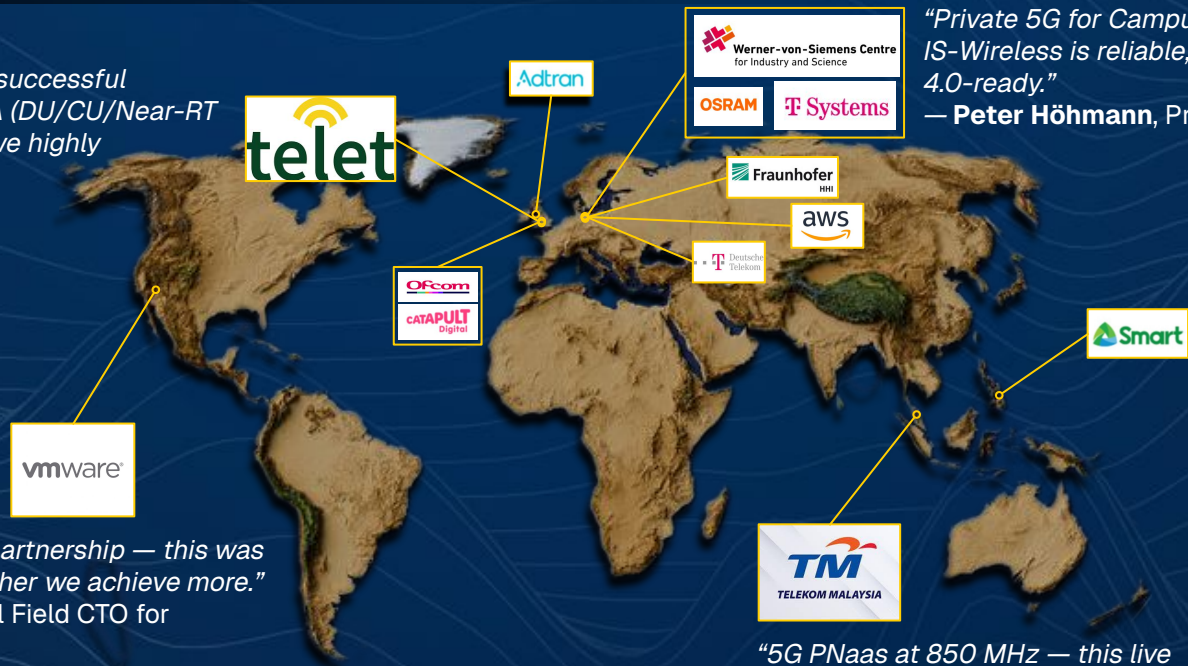 “Private 5G for Campu
IS-Wireless is reliable,
4.0-ready.”
— Peter Höhmann, Pr
successful
(DU/CU/Near-RT
ve highly
telet
Adtran
Werner-von-Siemens Centre
for Industry and Science
OSRAM
T Systems
Fraunhofer
HHI
aws
Deutsche
Telekom
Ofcom
CATAPULT
Digital
Smart
vmware®
artnership — this was
her we achieve more.”
l Field CTO for
TM
TELEKOM MALAYSIA
“5G PNaas at 850 MHz — this live